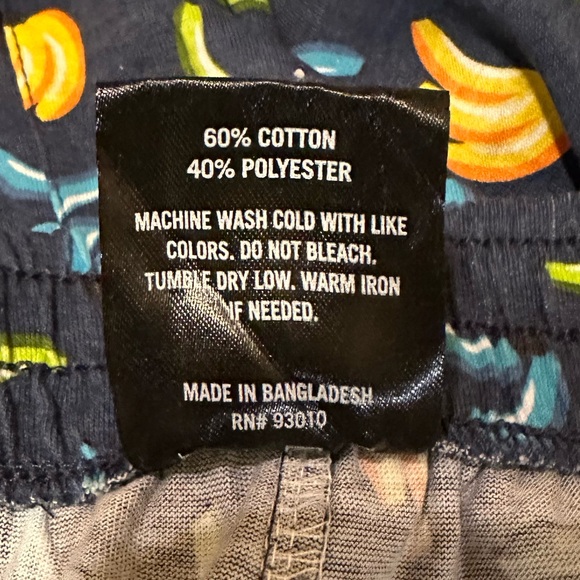 60% COTTON
40% POLYESTER
MACHINE WASH COLD WITH LIKE
COLORS. DO NOT BLEACH.
TUMBLE DRY LOW. WARM IRON
IF NEEDED.
MADE IN BANGLADESH
RN# 93010